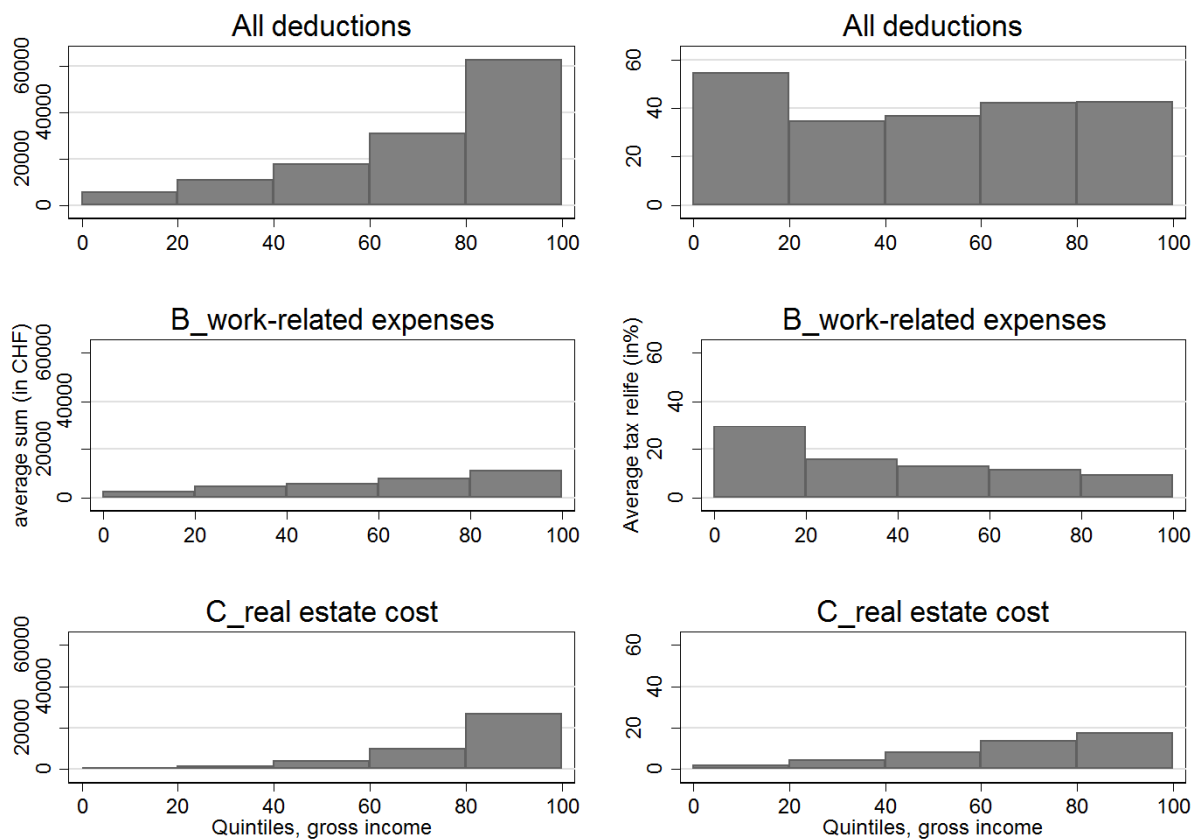 All deductions
60000
40000
20000
0
0 20 40 60 80 100
All deductions
60
40
20
0
0 20 40 60 80 100
B_work-related expenses
average sum (in CHF)
60000
40000
20000
0
0 20 40 60 80 100
B_work-related expenses
Average tax relife (in%)
60
40
20
0
0 20 40 60 80 100
C_real estate cost
60000
40000
20000
0
0 20 40 60 80 100
Quintiles, gross income
C_real estate cost
60
40
20
0
0 20 40 60 80 100
Quintiles, gross income